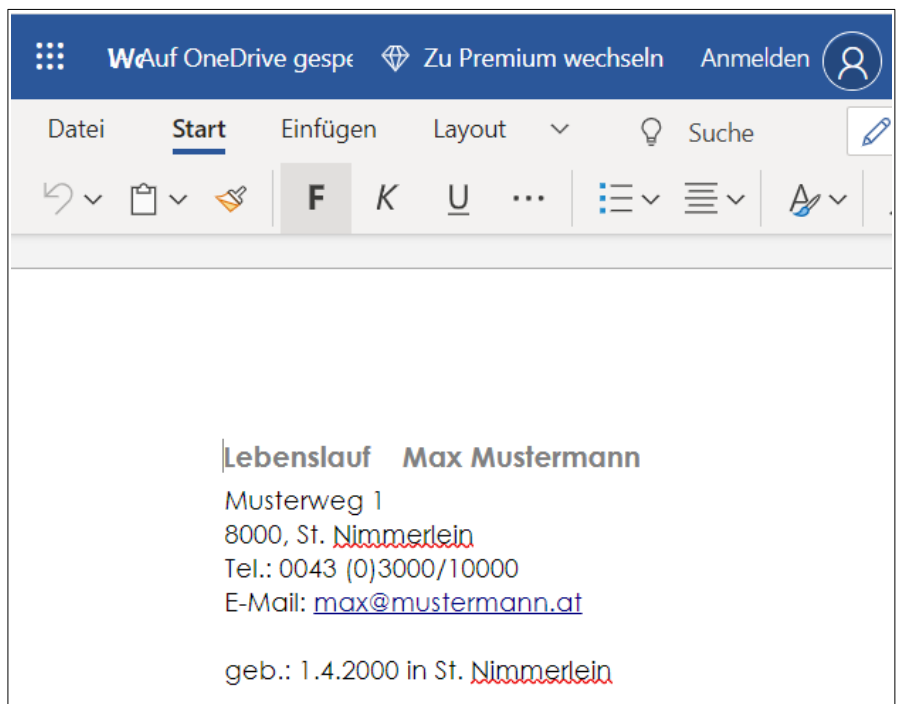 Auf OneDrive gespe Zu Premium wechseln Anmelden
Datei Start Einfügen Layout Suche
F K U ...
Lebenslauf Max Mustermann
Musterweg 1
8000, St. Nimmerlein
Tel.: 0043 (0)3000/10000
E-Mail: max@mustermann.at
geb.: 1.4.2000 in St. Nimmerlein